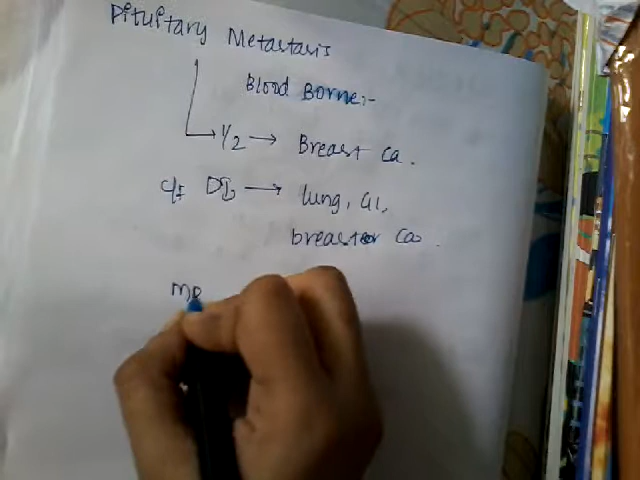 Pituitary Metastasis
Blood Borne:-
1/2 → Breast Ca.
c/f DI → lung, GI,
breast Ca.